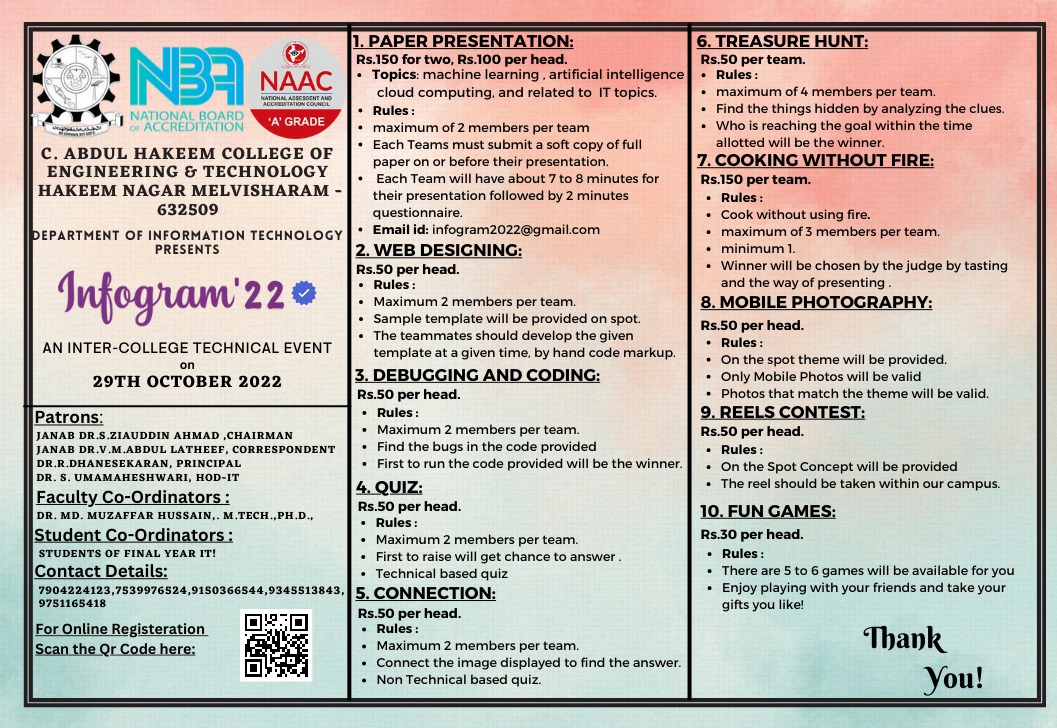 NBA
NATIONAL BOARD
of ACCREDITATION
NAAC
NATIONAL ASSESSMENT AND
ACCREDITATION COUNCIL
'A' GRADE
C. ABDUL HAKEEM COLLEGE OF
ENGINEERING & TECHNOLOGY
HAKEEM NAGAR MELVISHARAM -
632509
DEPARTMENT OF INFORMATION TECHNOLOGY
PRESENTS
Infogram'22
AN INTER-COLLEGE TECHNICAL EVENT
on
29TH OCTOBER 2022
Patrons:
JANAB DR.S.ZIAUDDIN AHMAD ,CHAIRMAN
JANAB DR.V.M.ABDUL LATHEEF, CORRESPONDENT
DR.R.DHANESEKARAN, PRINCIPAL
DR. S. UMAMAHESHWARI, HOD-IT
Faculty Co-Ordinators :
DR. MD. MUZAFFAR HUSSAIN,. M.TECH.,PH.D.,
Student Co-Ordinators :
STUDENTS OF FINAL YEAR IT!
Contact Details:
7904224123,7539976524,9150366544,9345513843,
9751165418
For Online Registeration
Scan the Qr Code here:
1. PAPER PRESENTATION:
Rs.150 for two, Rs.100 per head.
• Topics: machine learning , artificial intelligence
cloud computing, and related to IT topics.
• Rules :
• maximum of 2 members per team
• Each Teams must submit a soft copy of full
paper on or before their presentation.
• Each Team will have about 7 to 8 minutes for
their presentation followed by 2 minutes
questionnaire.
• Email id: infogram2022@gmail.com
2. WEB DESIGNING:
Rs.50 per head.
• Rules :
• Maximum 2 members per team.
• Sample template will be provided on spot.
• The teammates should develop the given
template at a given time, by hand code markup.
3. DEBUGGING AND CODING:
Rs.50 per head.
• Rules :
• Maximum 2 members per team.
• Find the bugs in the code provided
• First to run the code provided will be the winner.
4. QUIZ:
Rs.50 per head.
• Rules :
• Maximum 2 members per team.
• First to raise will get chance to answer .
• Technical based quiz
5. CONNECTION:
Rs.50 per head.
• Rules :
• Maximum 2 members per team.
• Connect the image displayed to find the answer.
• Non Technical based quiz.
6. TREASURE HUNT:
Rs.50 per team.
• Rules :
• maximum of 4 members per team.
• Find the things hidden by analyzing the clues.
• Who is reaching the goal within the time
allotted will be the winner.
7. COOKING WITHOUT FIRE:
Rs.150 per team.
• Rules :
• Cook without using fire.
• maximum of 3 members per team.
• minimum 1.
• Winner will be chosen by the judge by tasting
and the way of presenting .
8. MOBILE PHOTOGRAPHY:
Rs.50 per head.
• Rules :
• On the spot theme will be provided.
• Only Mobile Photos will be valid
• Photos that match the theme will be valid.
9. REELS CONTEST:
Rs.50 per head.
• Rules :
• On the Spot Concept will be provided
• The reel should be taken within our campus.
10. FUN GAMES:
Rs.30 per head.
• Rules :
• There are 5 to 6 games will be available for you
• Enjoy playing with your friends and take your
gifts you like!
Thank
You!